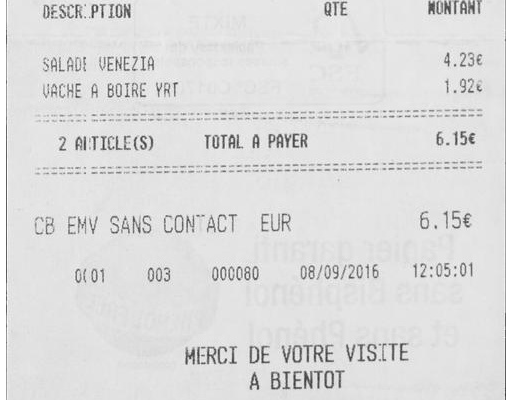 DESCRIPTION QTE MONTANT
SALADE VENEZIA 4.23€
VACHE A BOIRE YRT 1.92€
2 ARTICLE(S) TOTAL A PAYER 6.15€
CB EMV SANS CONTACT EUR 6.15€
0001 003 000080 08/09/2016 12:05:01
Papier garanti
sans Bisphénol
et sans Phénol
MERCI DE VOTRE VISITE
A BIENTOT